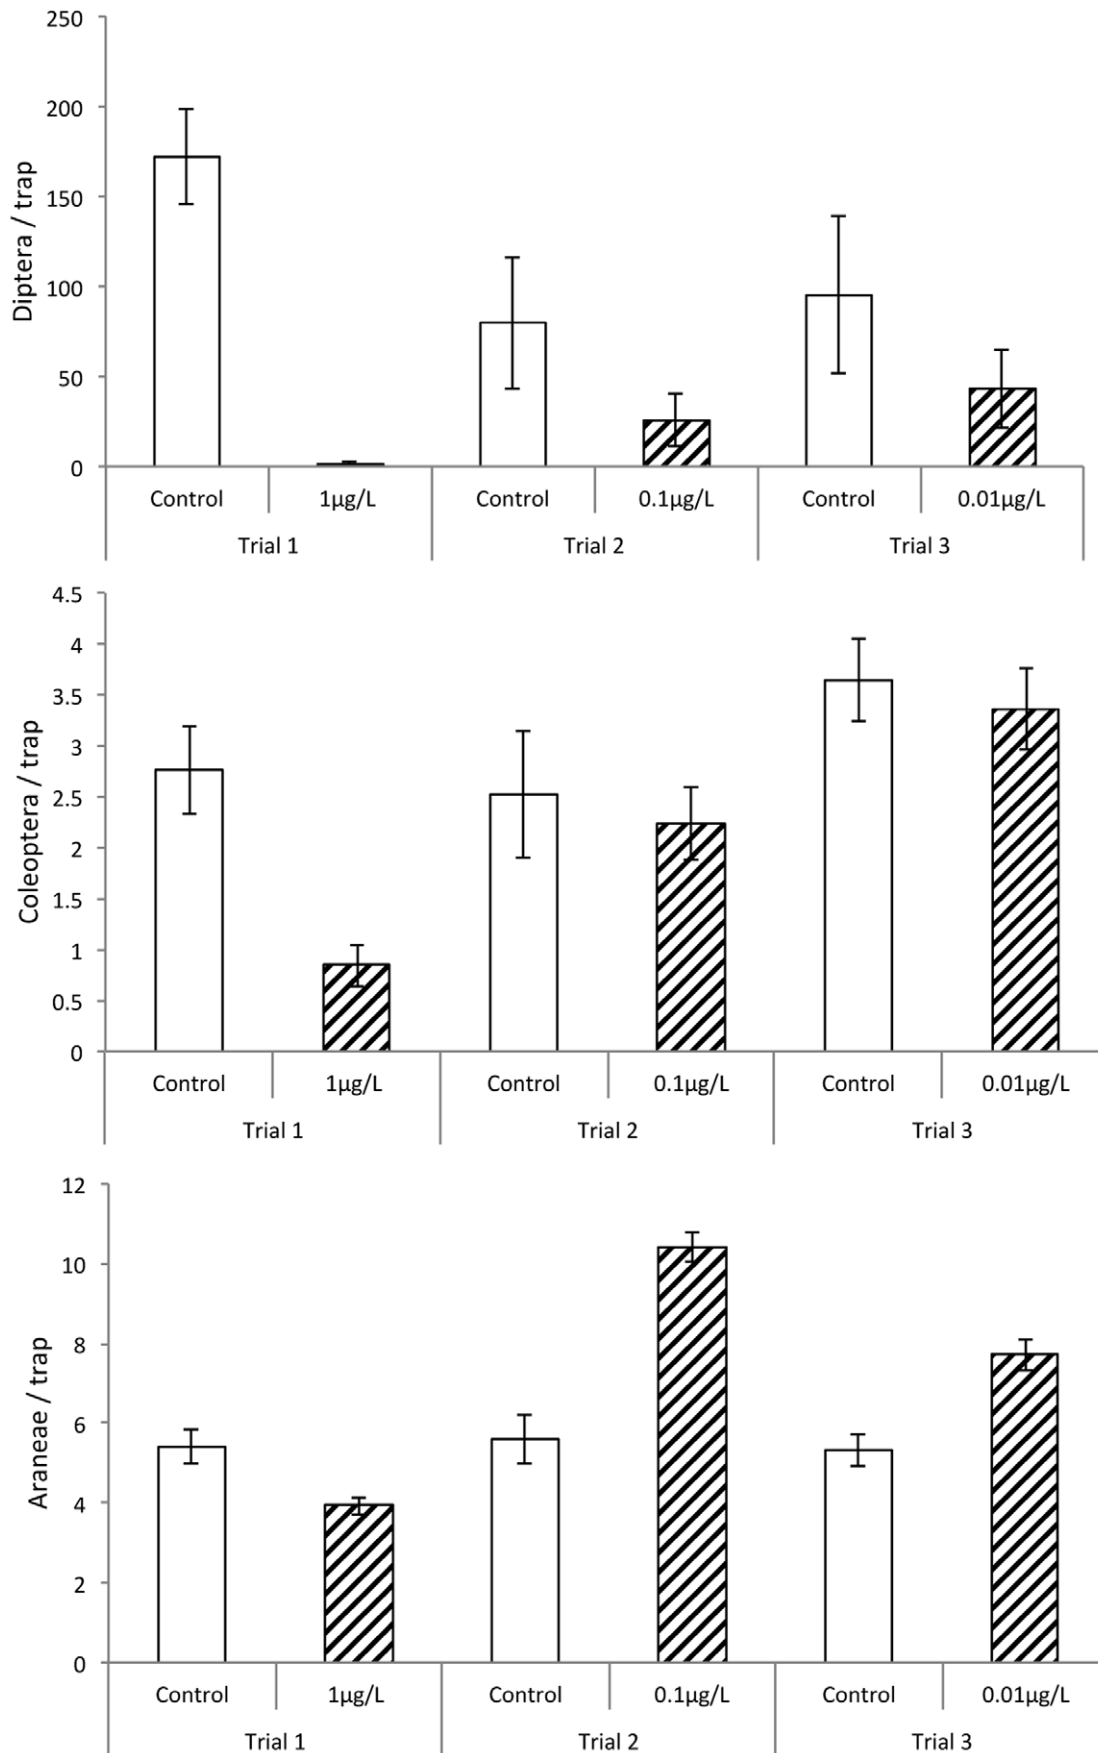 250
200
150
100
50
0
Diptera / trap
Control 1µg/L Control 0.1µg/L Control 0.01µg/L
Trial 1 Trial 2 Trial 3
4.5
4
3.5
3
2.5
2
1.5
1
0.5
0
Coleoptera / trap
Control 1µg/L Control 0.1µg/L Control 0.01µg/L
Trial 1 Trial 2 Trial 3
12
10
8
6
4
2
0
Araneae / trap
Control 1µg/L Control 0.1µg/L Control 0.01µg/L
Trial 1 Trial 2 Trial 3